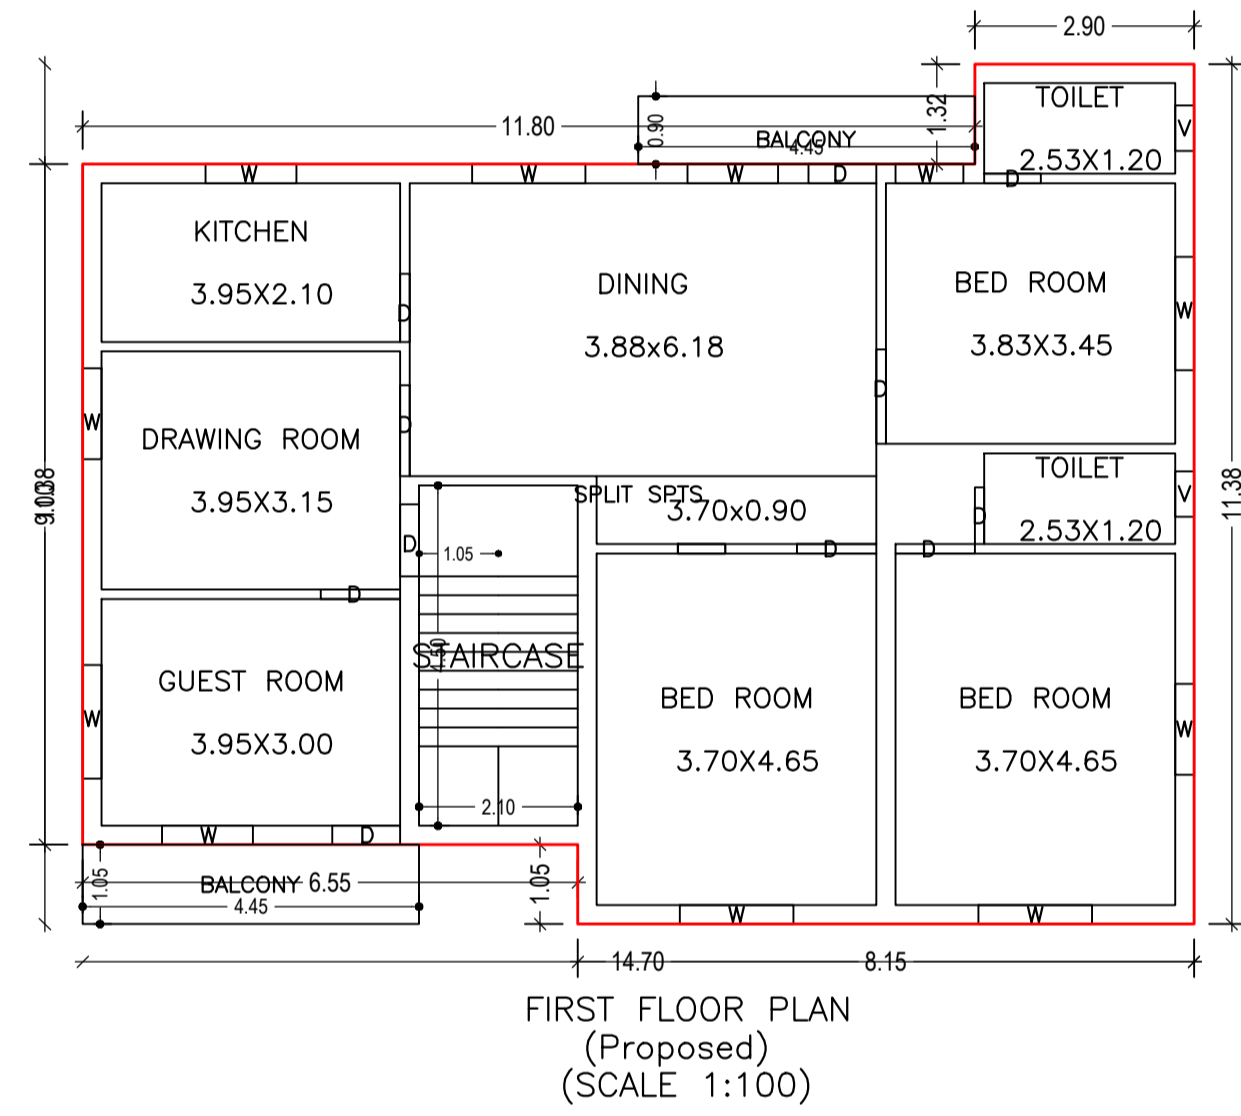 2.90
TOILET
V
1.32
11.80
0.90
BALCONY
4.45
2.53X1.20
W
W
W
D
W
D
KITCHEN
3.95X2.10
D
DINING
3.88x6.18
BED ROOM
3.83X3.45
W
D
W
DRAWING ROOM
3.95X3.15
D
TOILET
2.53X1.20
V
D
SPLIT SPTS
3.70x0.90
11.38
D
1.05
D
D
D
STAIRCASE
4.50
GUEST ROOM
3.95X3.00
W
BED ROOM
3.70X4.65
BED ROOM
3.70X4.65
W
2.10
W
D
1.05
BALCONY
6.55
4.45
1.05
W
W
14.70
8.15
FIRST FLOOR PLAN
(Proposed)
(SCALE 1:100)